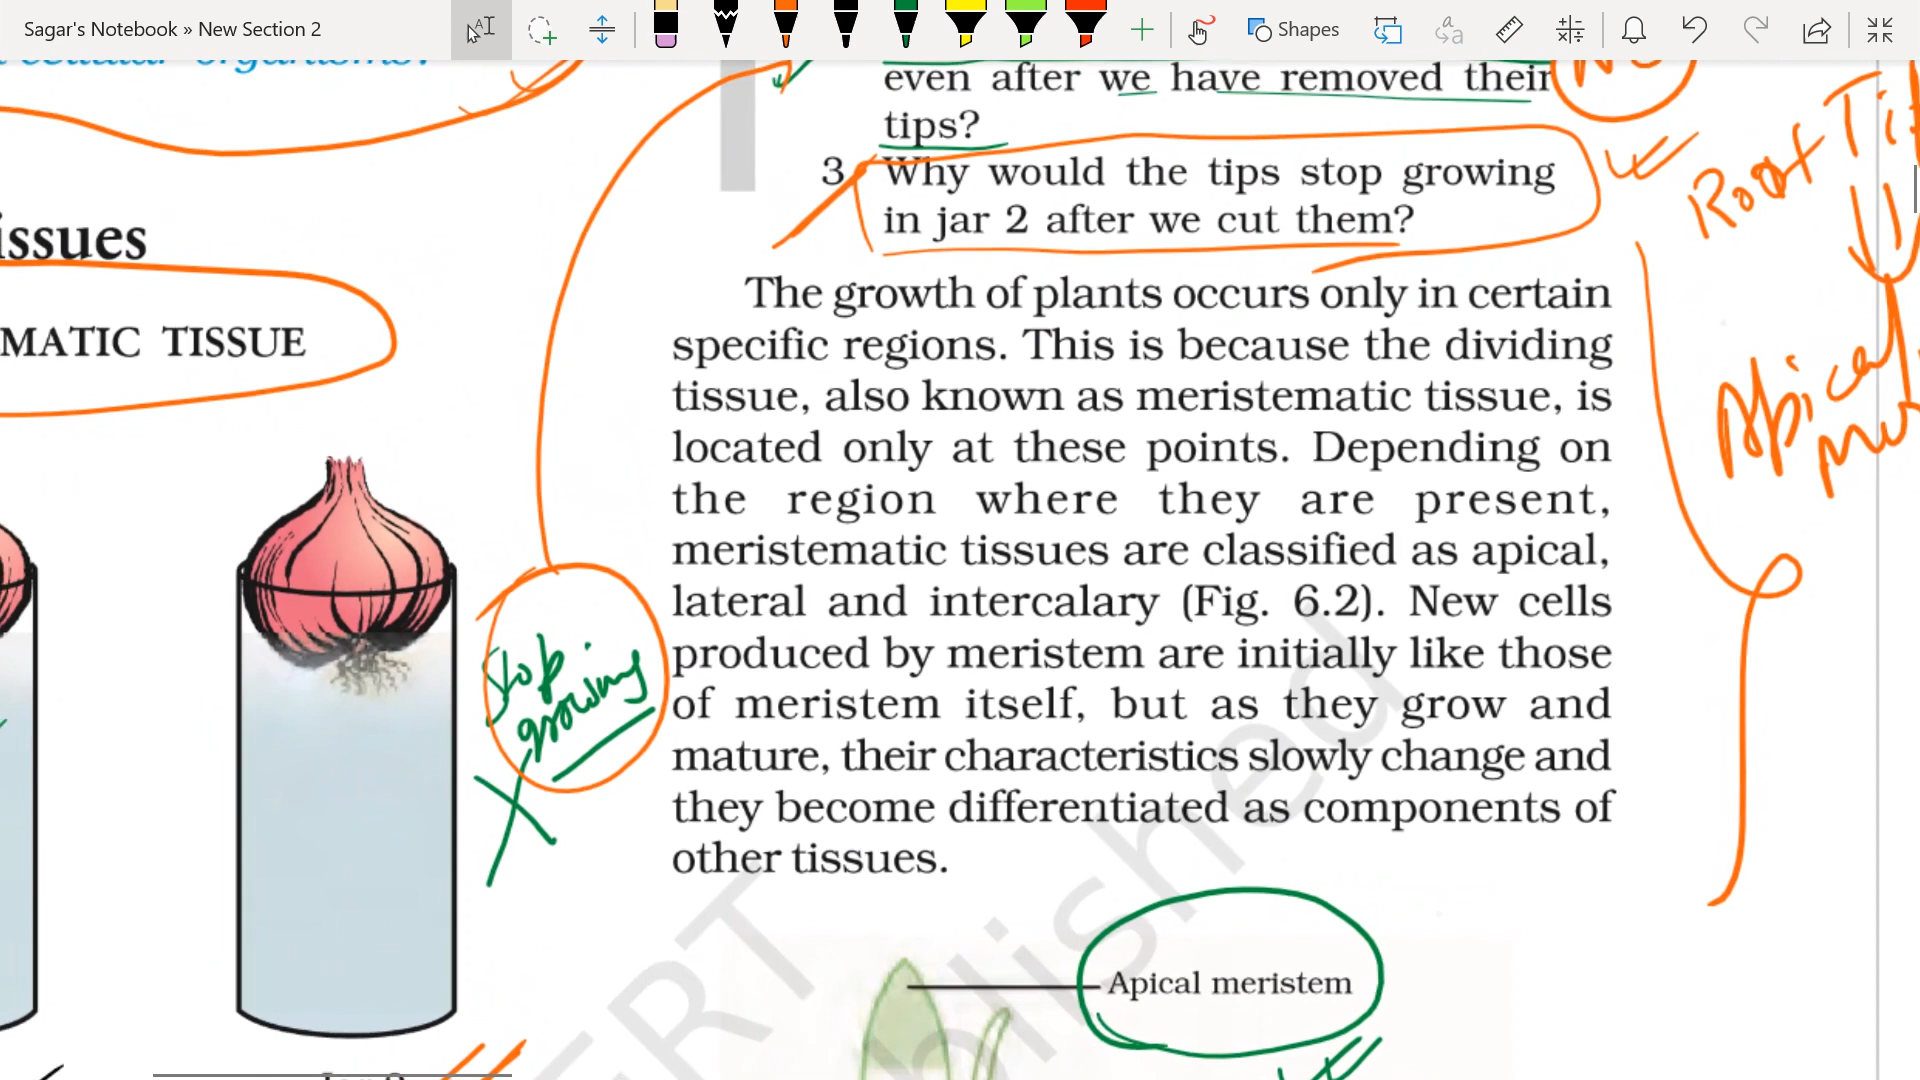 Sagar's Notebook » New Section 2
Shapes
cellular organisms?
even after we have removed their
tips?
3. Why would the tips stop growing
in jar 2 after we cut them?
Root Ti
Apical
issues
MATIC TISSUE
The growth of plants occurs only in certain
specific regions. This is because the dividing
tissue, also known as meristematic tissue, is
located only at these points. Depending on
the region where they are present,
meristematic tissues are classified as apical,
lateral and intercalary (Fig. 6.2). New cells
produced by meristem are initially like those
of meristem itself, but as they grow and
mature, their characteristics slowly change and
they become differentiated as components of
other tissues.
Stop
growing
Apical meristem